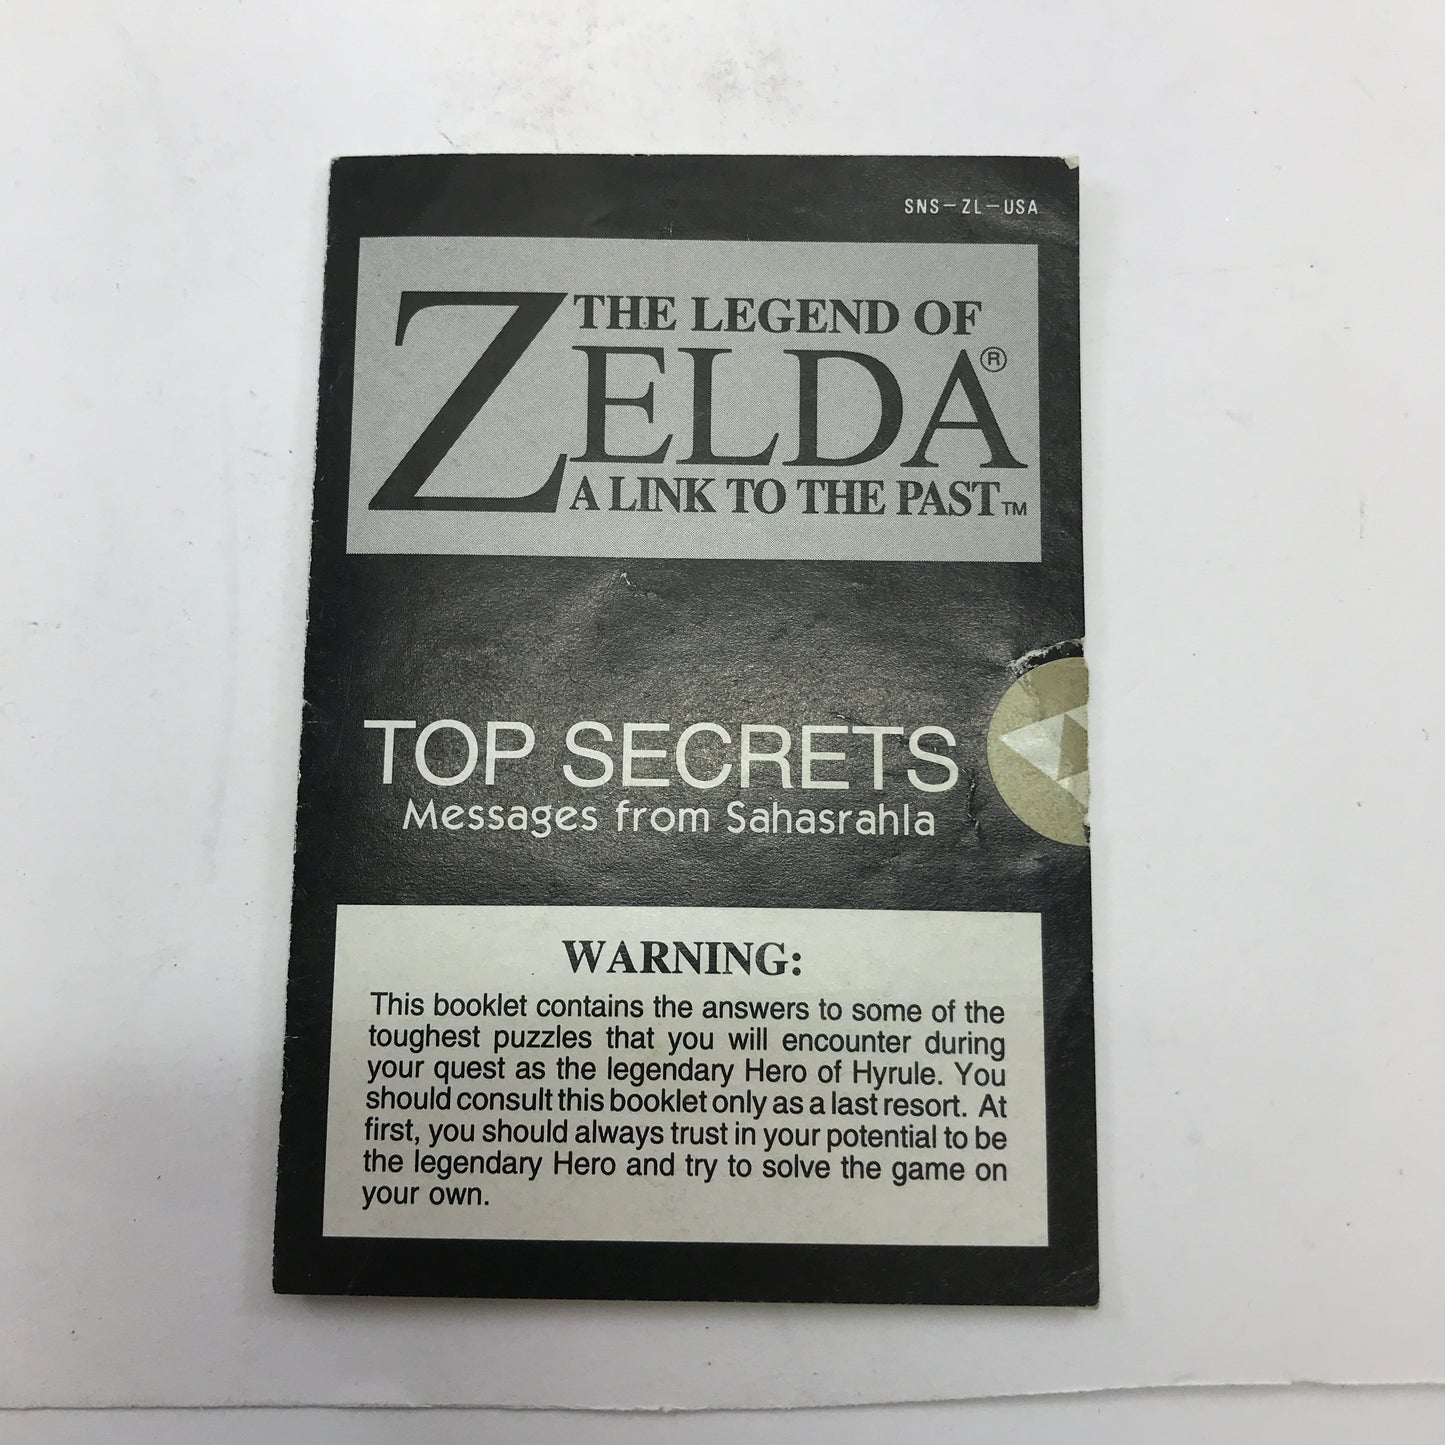 SNS-ZL-USA
THE LEGEND OF
ZELDA®
A LINK TO THE PAST™
TOP SECRETS
Messages from Sahasrahla
WARNING:
This booklet contains the answers to some of the
toughest puzzles that you will encounter during
your quest as the legendary Hero of Hyrule. You
should consult this booklet only as a last resort. At
first, you should always trust in your potential to be
the legendary Hero and try to solve the game on
your own.